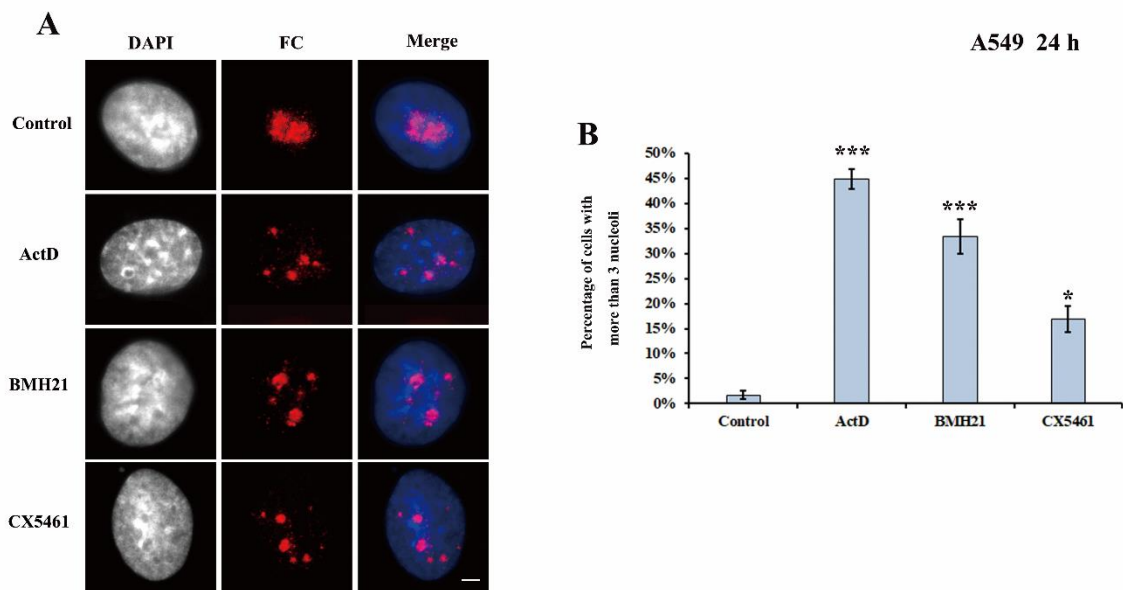 A
DAPI FC Merge
Control
ActD
BMH21
CX5461
A549 24 h
B
Percentage of cells with
more than 3 nucleoli
50%
45%
40%
35%
30%
25%
20%
15%
10%
5%
0%
***
***
*
Control ActD BMH21 CX5461